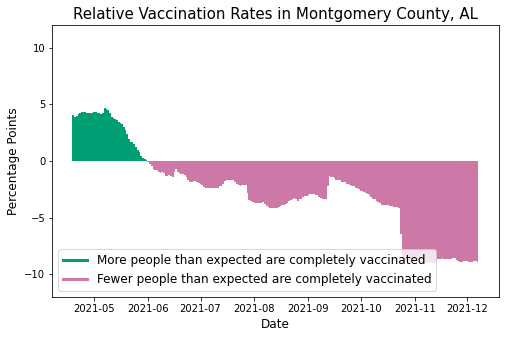 Relative Vaccination Rates in Montgomery County, AL
Percentage Points
10
5
0
−5
−10
More people than expected are completely vaccinated
Fewer people than expected are completely vaccinated
2021-05 2021-06 2021-07 2021-08 2021-09 2021-10 2021-11 2021-12
Date